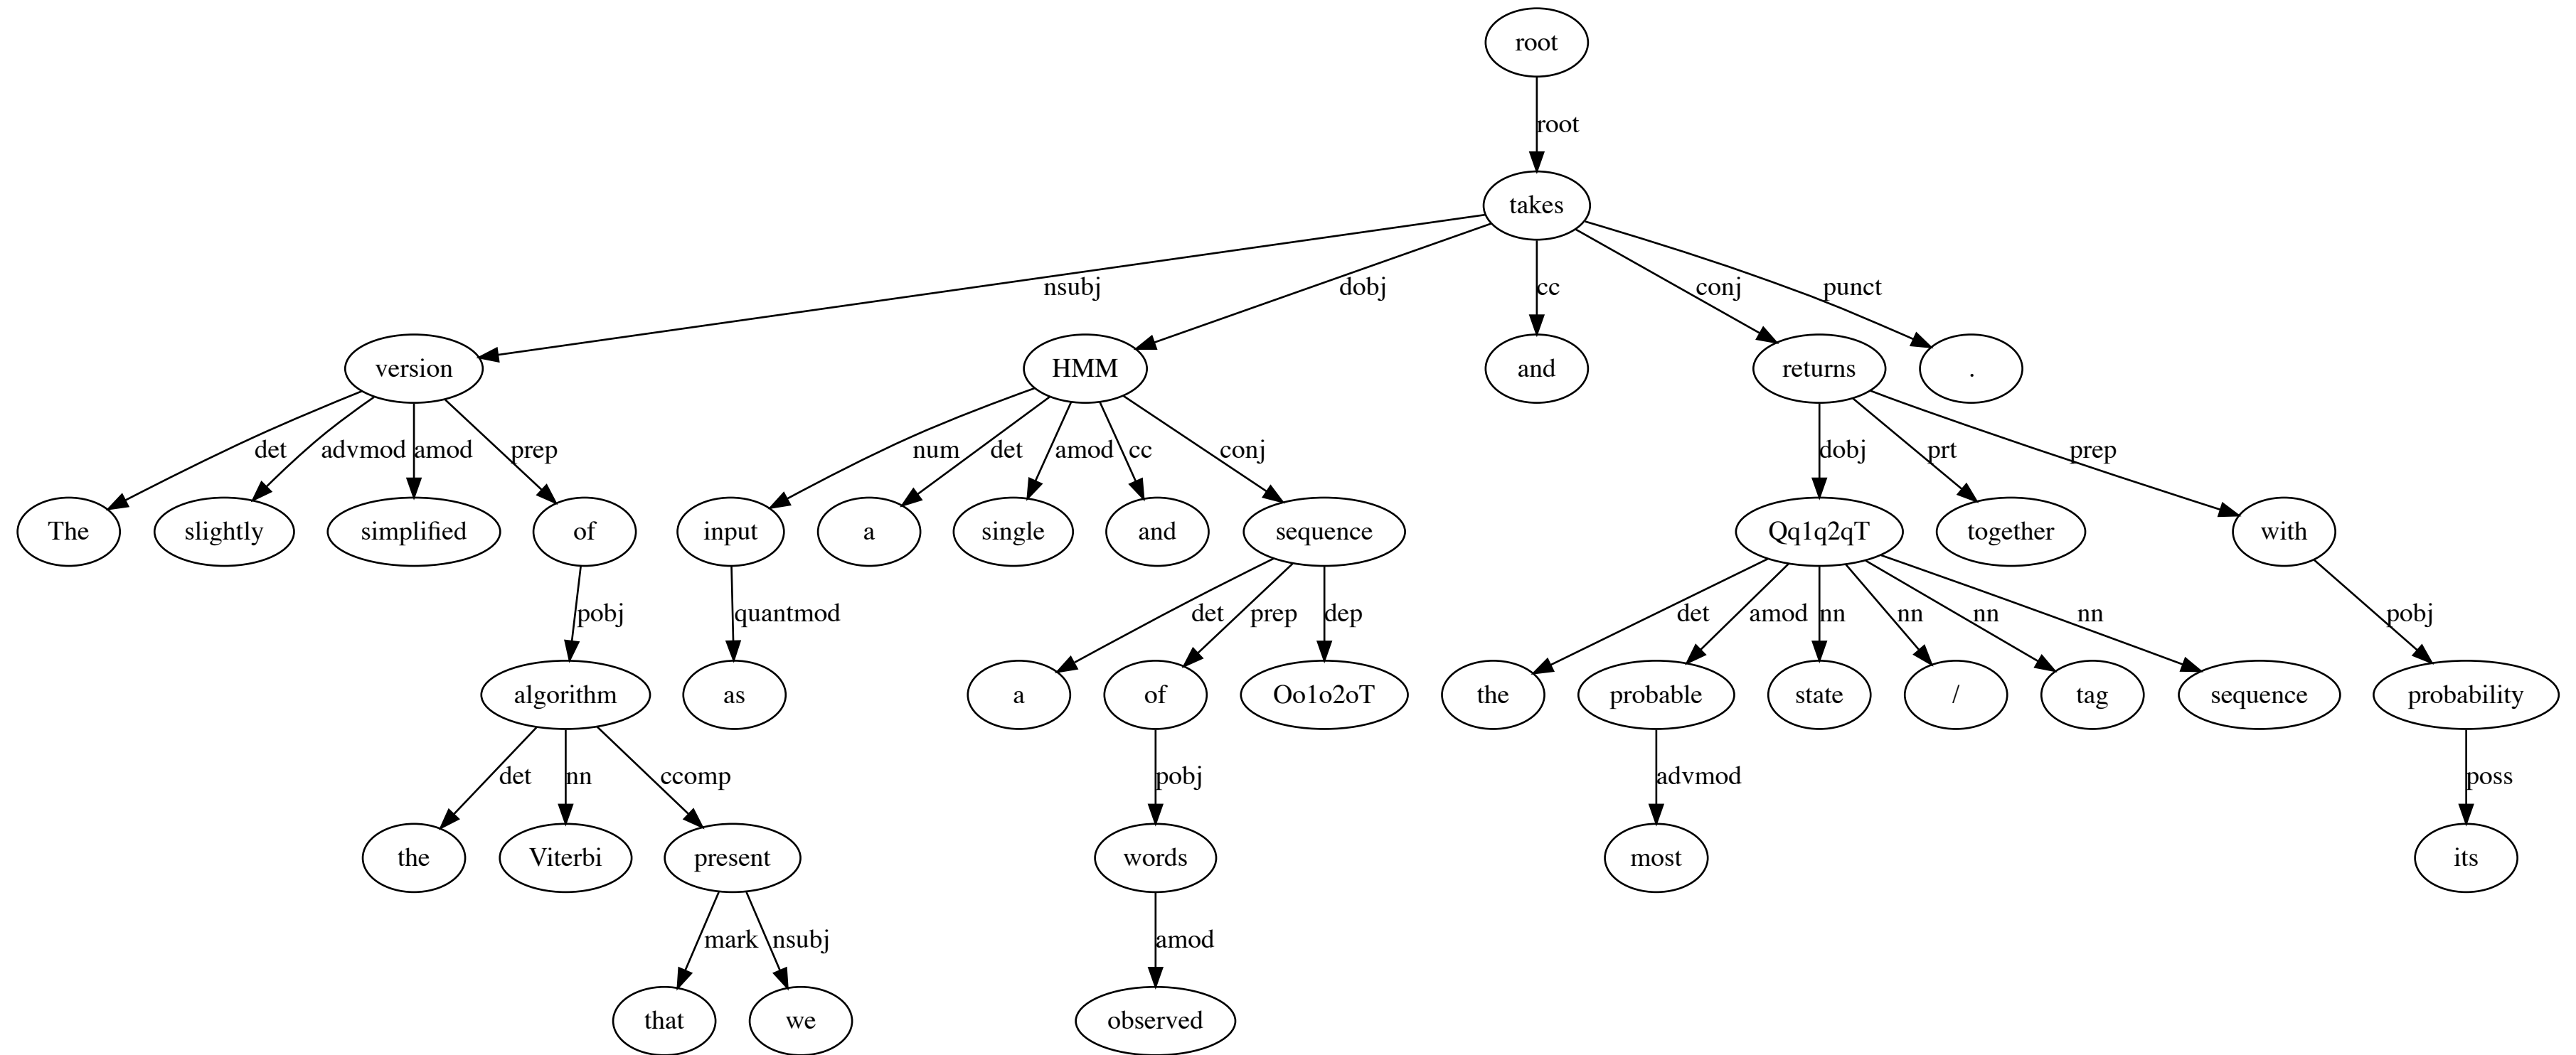 root
root
takes
nsubj dobj cc conj punct
version HMM and returns .
det advmod amod prep num det amod cc conj dobj prt prep
The slightly simplified of input a single and sequence Qq1q2qT together with
pobj quantmod det prep dep det amod nn nn nn nn pobj
algorithm as a of Oo1o2oT the probable state / tag sequence probability
det nn ccomp pobj advmod poss
the Viterbi present words most its
mark nsubj amod
that we observed